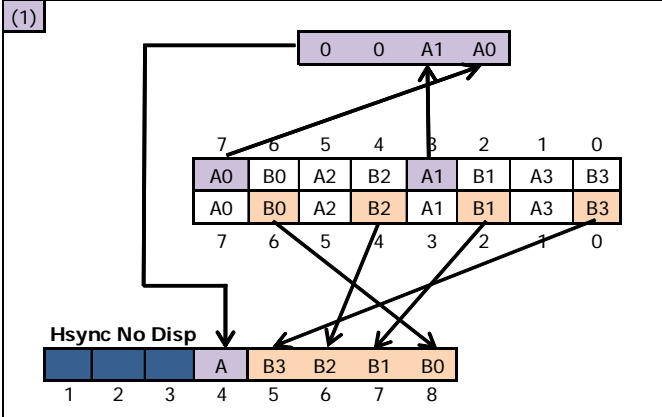 (1)
0 0 A1 A0
7 6 5 4 3 2 1 0
A0 B0 A2 B2 A1 B1 A3 B3
A0 B0 A2 B2 A1 A3 B1 B3
7 6 5 4 3 2 1 0
Hsync No Disp
A B3 B2 B1 B0
1 2 3 4 5 6 7 8